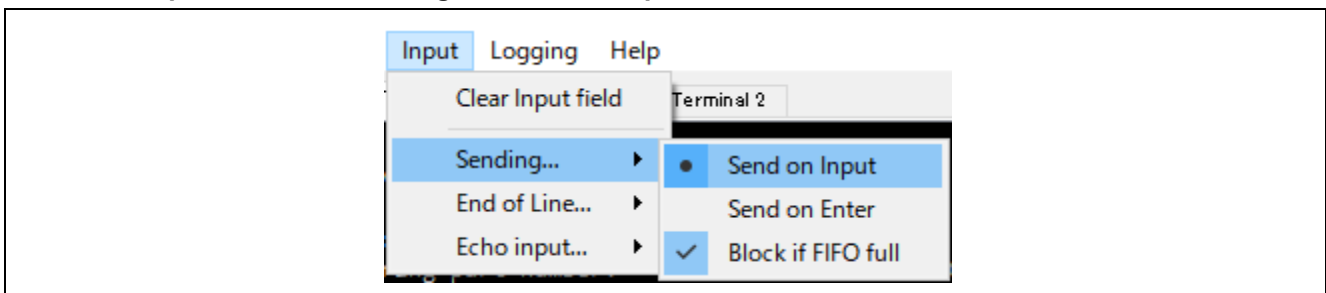 Input Logging Help
Clear Input field
Terminal 2
Sending...
Send on Input
End of Line...
Send on Enter
Echo input...
Block if FIFO full